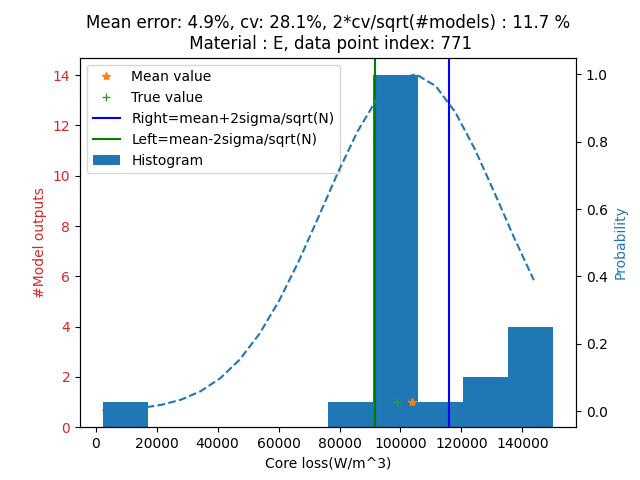 Mean error: 4.9%, cv: 28.1%, 2*cv/sqrt(#models) : 11.7 %
Material : E, data point index: 771
Mean value
True value
Right=mean+2sigma/sqrt(N)
Left=mean-2sigma/sqrt(N)
Histogram
#Model outputs
14
12
10
8
6
4
2
0
1.0
0.8
0.6
0.4
0.2
0.0
Probability
0 20000 40000 60000 80000 100000 120000 140000
Core loss(W/m^3)